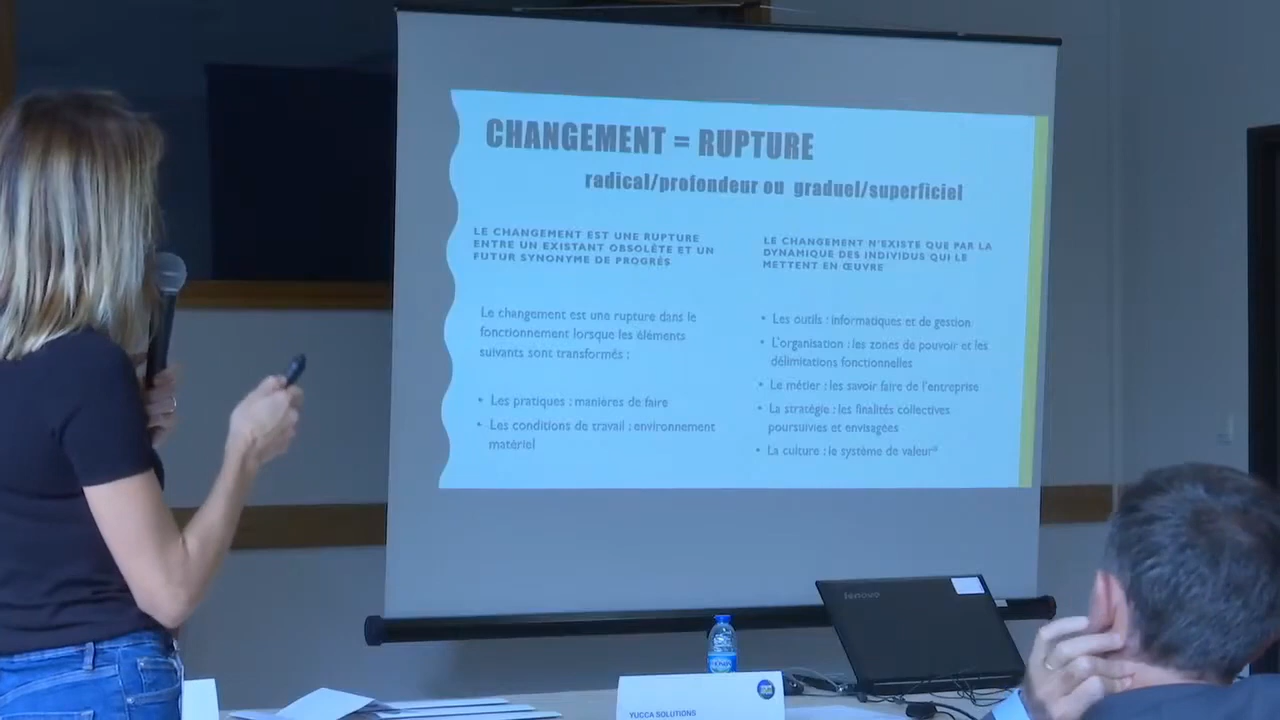 CHANGEMENT = RUPTURE
radical/profondeur ou graduel/superficiel
LE CHANGEMENT EST UNE RUPTURE
ENTRE UN EXISTANT OBSOLÈTE ET UN
FUTUR SYNONYME DE PROGRÉS
Le changement est une rupture dans le
fonctionnement lorsque les éléments
suivants sont transformés :
• Les pratiques : manières de faire
• Les conditions de travail : environnement
matériel
LE CHANGEMENT N'EXISTE QUE PAR LA
DYNAMIQUE DES INDIVIDUS QUI LE
METTENT EN ŒUVRE
• Les outils : informatiques et de gestion
• L'organisation : les zones de pouvoir et les
délimitations fonctionnelles
• Le métier : les savoir faire de l'entreprise
• La stratégie : les finalités collectives
poursuivies et envisagées
• La culture : le système de valeur
lenovo
YUCCA SOLUTIONS